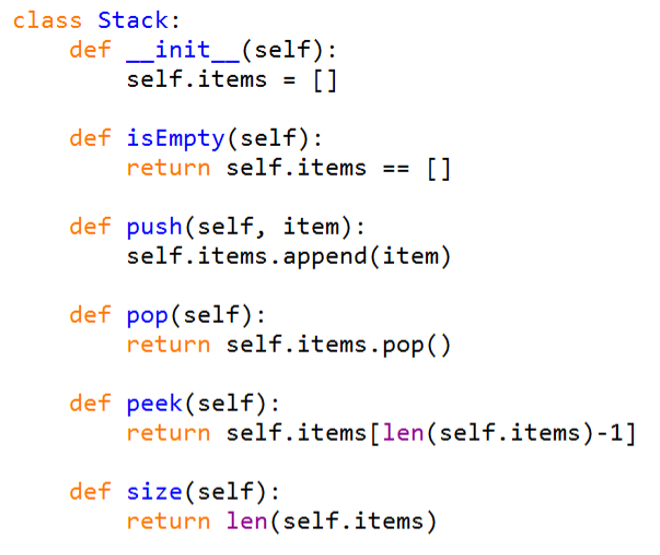 class Stack:
    def __init__(self):
        self.items = []

    def isEmpty(self):
        return self.items == []

    def push(self, item):
        self.items.append(item)

    def pop(self):
        return self.items.pop()

    def peek(self):
        return self.items[len(self.items)-1]

    def size(self):
        return len(self.items)